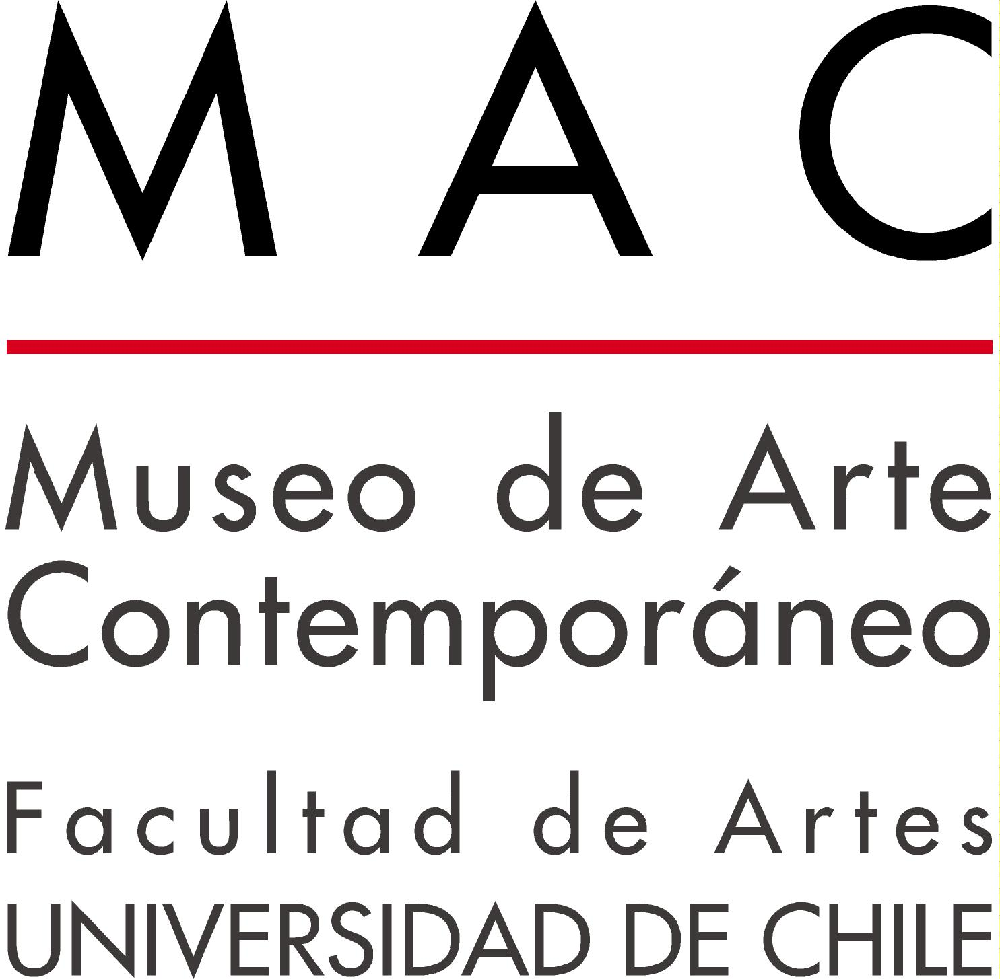 MAC
Museo de Arte
Contemporáneo
Facultad de Artes
UNIVERSIDAD DE CHILE